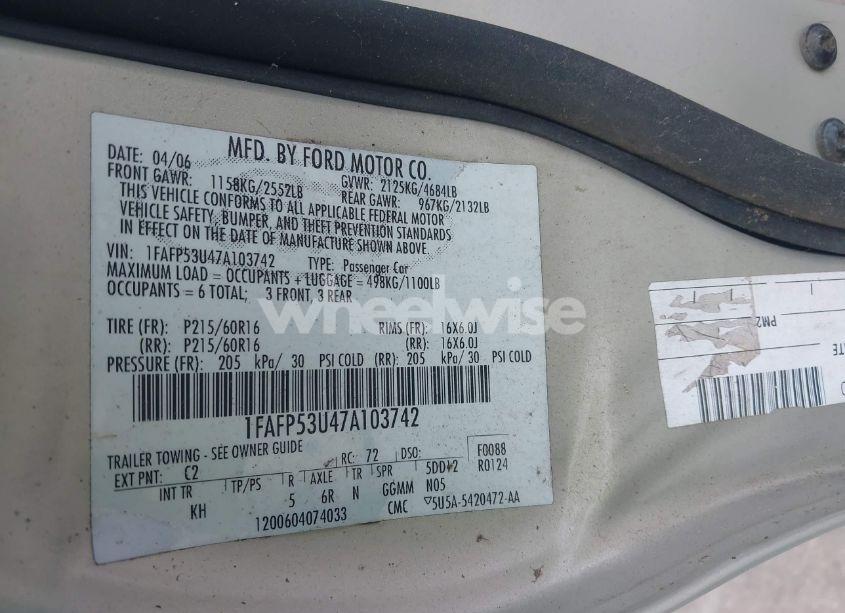 MFD. BY FORD MOTOR CO.
DATE: 04/06
FRONT GAWR: 1158KG/2552LB GVWR: 2125KG/4684LB
REAR GAWR: 967KG/2132LB
THIS VEHICLE CONFORMS TO ALL APPLICABLE FEDERAL MOTOR
VEHICLE SAFETY, BUMPER, AND THEFT PREVENTION STANDARDS
IN EFFECT ON THE DATE OF MANUFACTURE SHOWN ABOVE.
VIN: 1FAFP53U47A103742 TYPE: Passenger Car
MAXIMUM LOAD = OCCUPANTS + LUGGAGE = 498KG/1100LB
OCCUPANTS = 6 TOTAL; 3 FRONT, 3 REAR
wheelwise
TIRE (FR): P215/60R16 RIMS (FR): 16X6.0J
(RR): P215/60R16 (RR): 16X6.0J
PRESSURE (FR): 205 kPa/ 30 PSI COLD (RR): 205 kPa/ 30 PSI COLD
1FAFP53U47A103742
TRAILER TOWING - SEE OWNER GUIDE
EXT PNT: C2 RC: 72 DSO: F0088
R0124
INT TR TP/PS R AXLE TR SPR 5DD12
KH 5 6R N GGMM N05
1200604074033 CMC 5U5A-5420472-AA
PM2